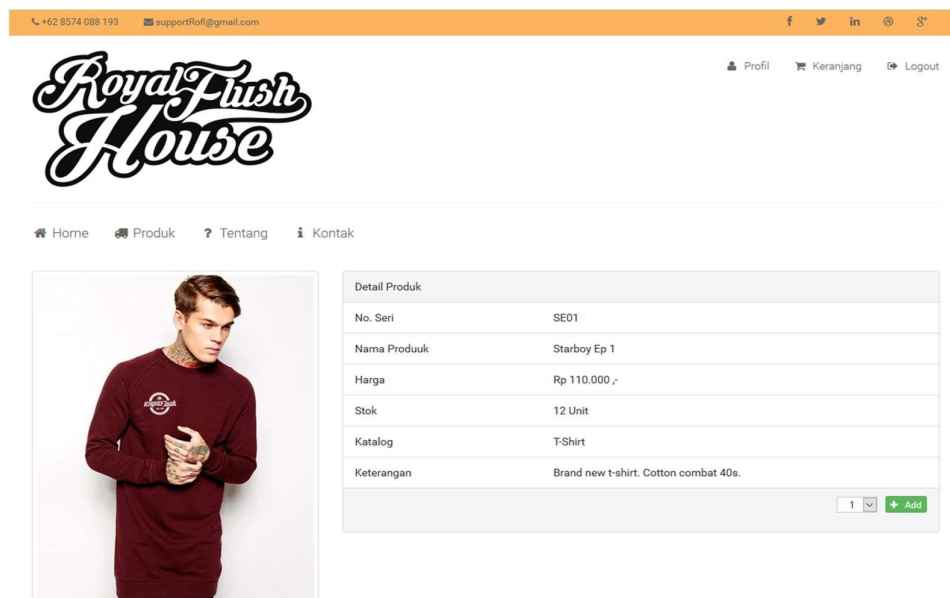 +62 8574 088 193 supportRofl@gmail.com
Profil Keranjang Logout
Royal Flush
House
Home Produk ? Tentang i Kontak
Detail Produk
No. Seri SE01
Nama Produuk Starboy Ep 1
Harga Rp 110.000 ,-
Stok 12 Unit
Katalog T-Shirt
Keterangan Brand new t-shirt. Cotton combat 40s.
1 + Add
Royal Flush